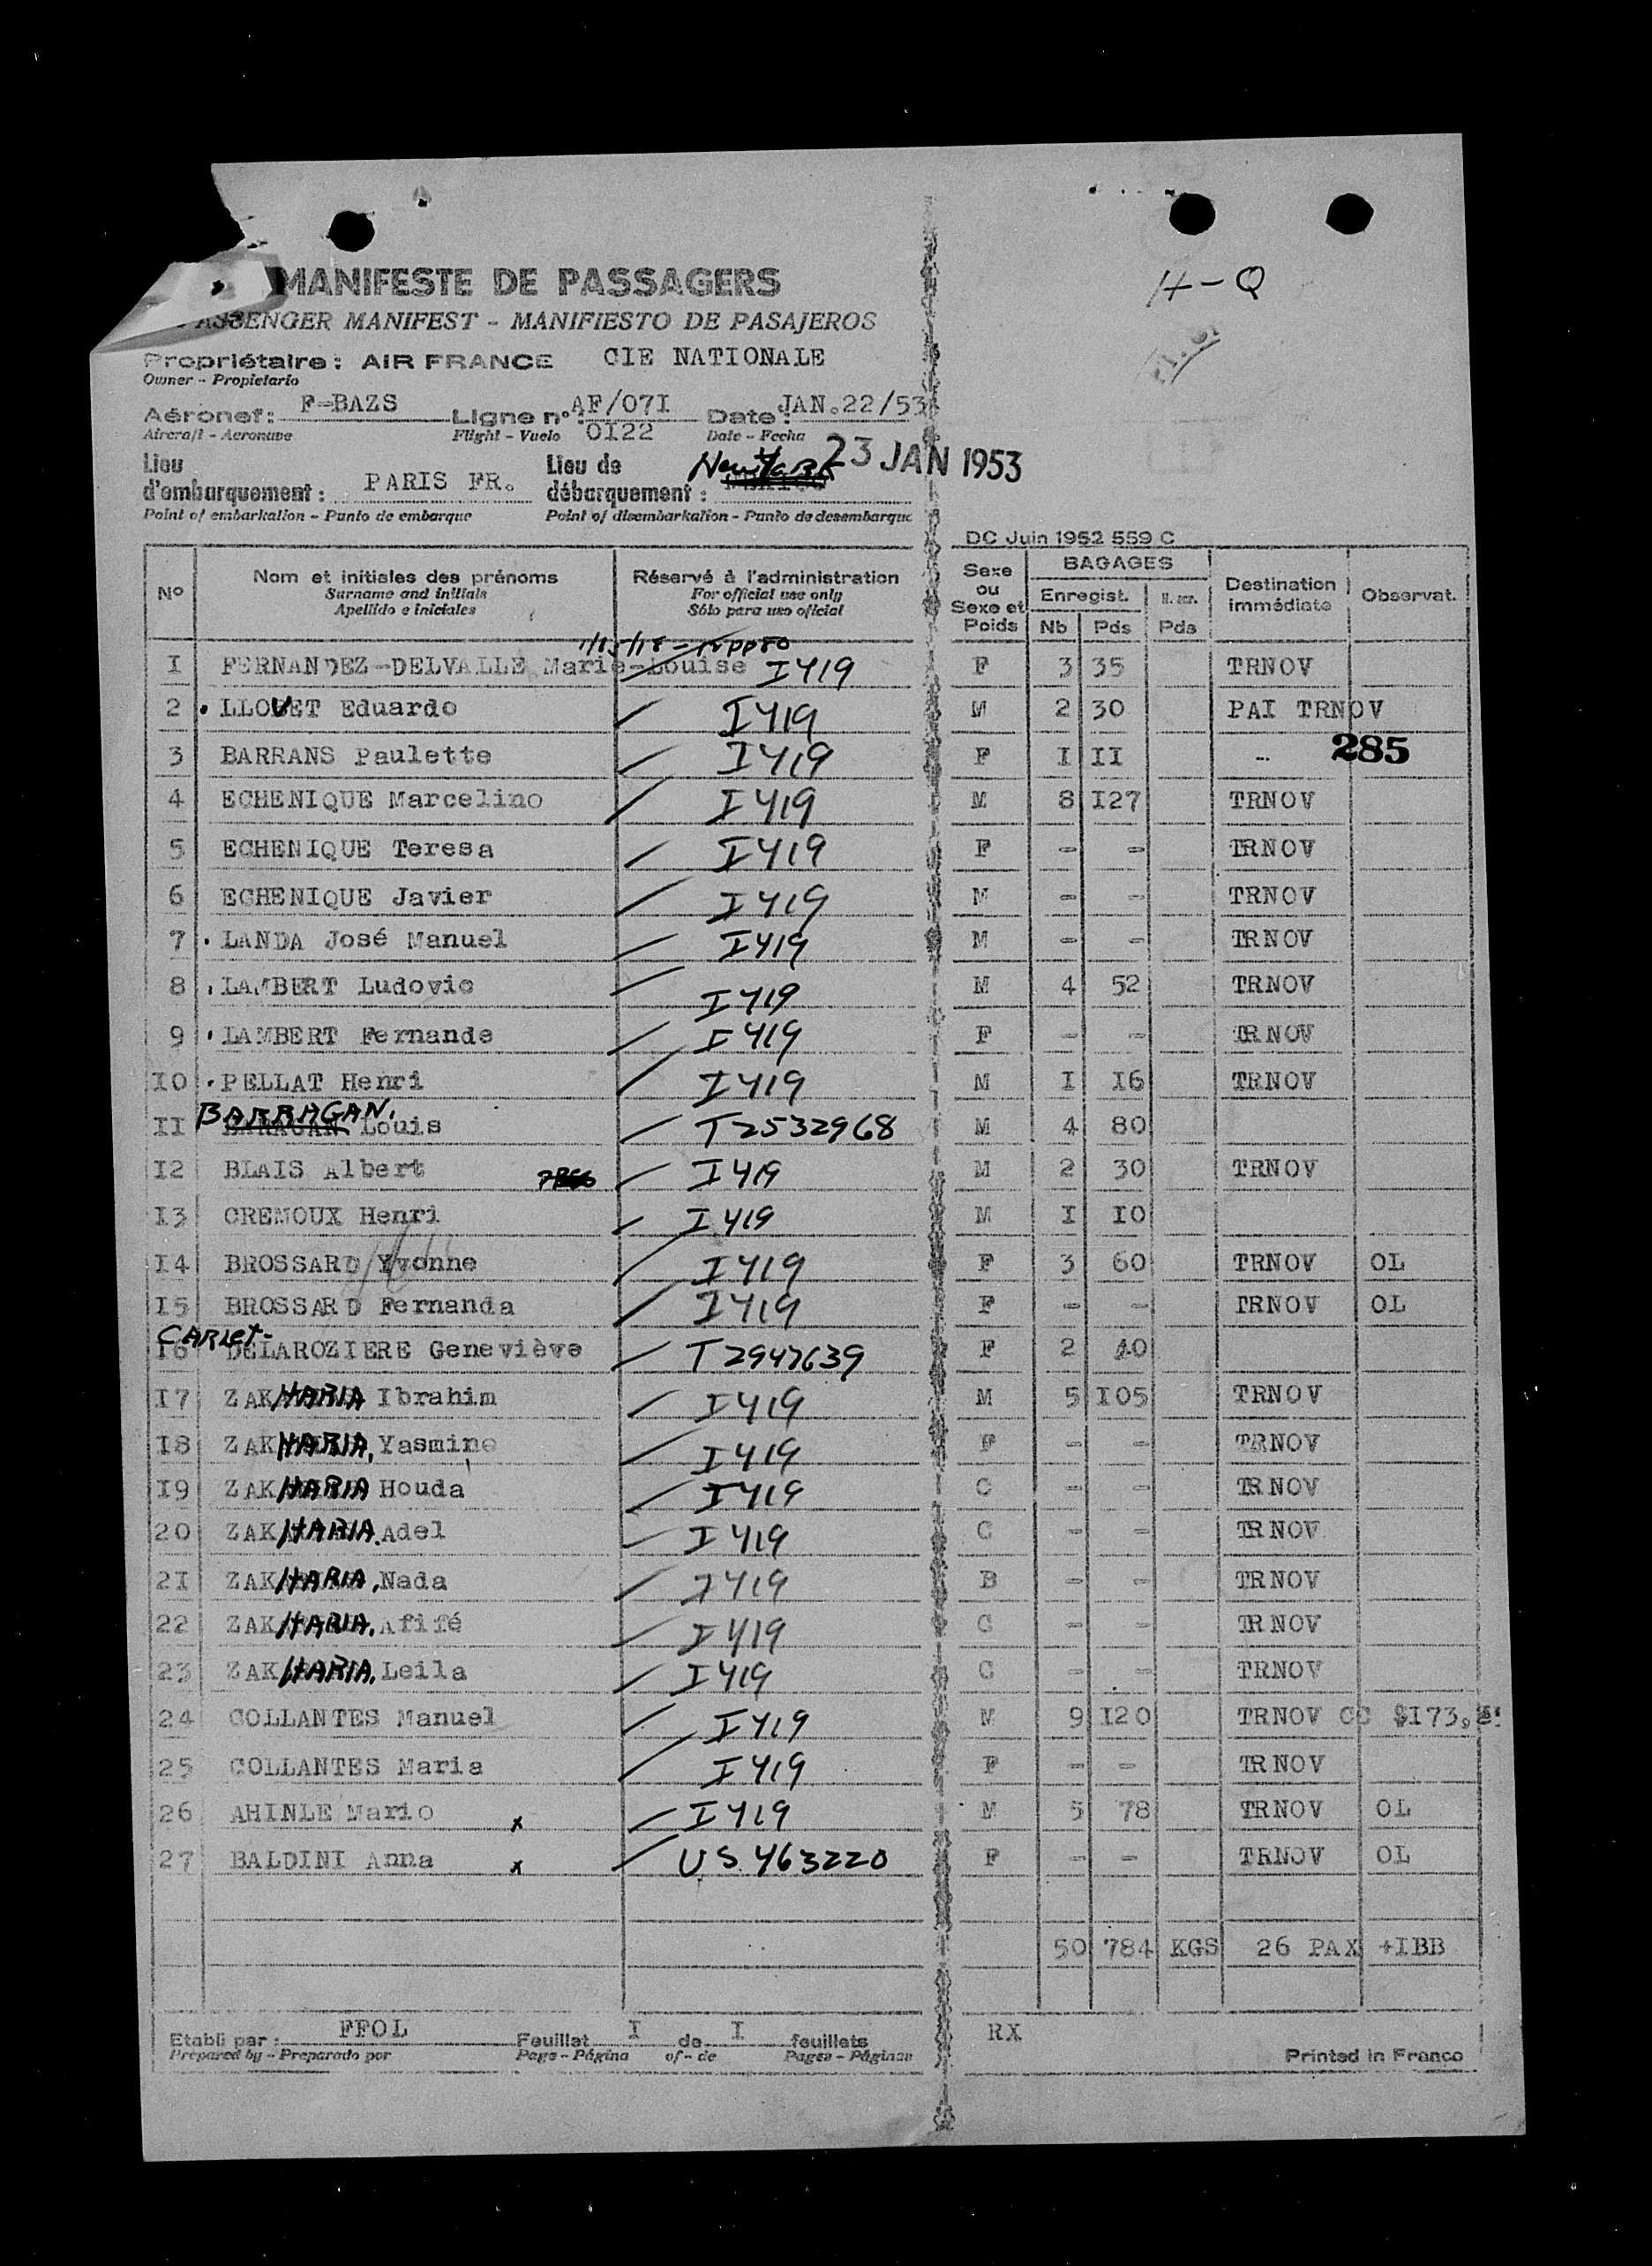 H-Q
MANIFESTE DE PASSAGERS
PASSENGER MANIFEST - MANIFIESTO DE PASAJEROS
Propriétaire : AIR FRANCE CIE NATIONALE
Owner - Propietario
Aéronef : F-BAZS Ligne n° : AF/07I Date : JAN.22/53
Aircraft - Aeronave Flight - Vuelo 0I22 Date - Fecha
23 JAN 1953
Lieu d'embarquement : PARIS FR. Lieu de débarquement : New York
Point of embarkation - Punto de embarque Point of disembarkation - Punto de desembarque
DC Juin 1952 559 C
N° Nom et initiales des prénoms Réservé à l'administration Sexe ou Sexe et Poids BAGAGES Destination immédiate Observat.
Surname and initials For official use only Enregist.
Apellido e iniciales Sólo para uso oficial Nb Pds Pds
I FERNANDEZ-DELVALLE Marie-Louise I419 F 3 35 TRNOV
2 LLOVET Eduardo I419 M 2 30 PAI TRNOV
3 BARRANS Paulette I419 F I II 285
4 ECHENIQUE Marcelino I419 M 8 I27 TRNOV
5 ECHENIQUE Teresa I419 F - - TRNOV
6 ECHENIQUE Javier I419 M - - TRNOV
7 LANDA José Manuel I419 M - - TRNOV
8 LAMBERT Ludovic I419 M 4 52 TRNOV
9 LAMBERT Fernande I419 F - - TRNOV
I0 PELLAT Henri I419 M I I6 TRNOV
II BARRAGAN. Louis T2532968 M 4 80
I2 BLAIS Albert I419 M 2 30 TRNOV
I3 CREMOUX Henri I419 M I I0
I4 BROSSARD Yvonne I419 F 3 60 TRNOV OL
I5 BROSSARD Fernanda I419 F - - TRNOV OL
I6 CARLET- DELAROZIERE Geneviève T2947639 F 2 40
I7 ZAKHARIA Ibrahim I419 M 5 I05 TRNOV
I8 ZAKHARIA, Yasmine I419 F - - TRNOV
I9 ZAKHARIA Houda I419 C - - TRNOV
20 ZAKHARIA. Adel I419 C - - TRNOV
2I ZAKHARIA, Nada I419 B - - TRNOV
22 ZAKHARIA. Afifé I419 C - - TRNOV
23 ZAKHARIA. Leila I419 C - - TRNOV
24 COLLANTES Manuel I419 M 9 I20 TRNOV CC
25 COLLANTES Maria I419 F - - TRNOV
26 AHINLE Mario x I419 M 5 78 TRNOV OL
27 BALDINI Anna x U.S. 463220 F - - TRNOV OL
50 784 KGS 26 PAX +IBB
Etabli par : FFOL Feuillet I de I feuillets RX
Prepared by - Preparado por Page - Página of - de Pages - Páginas Printed in France